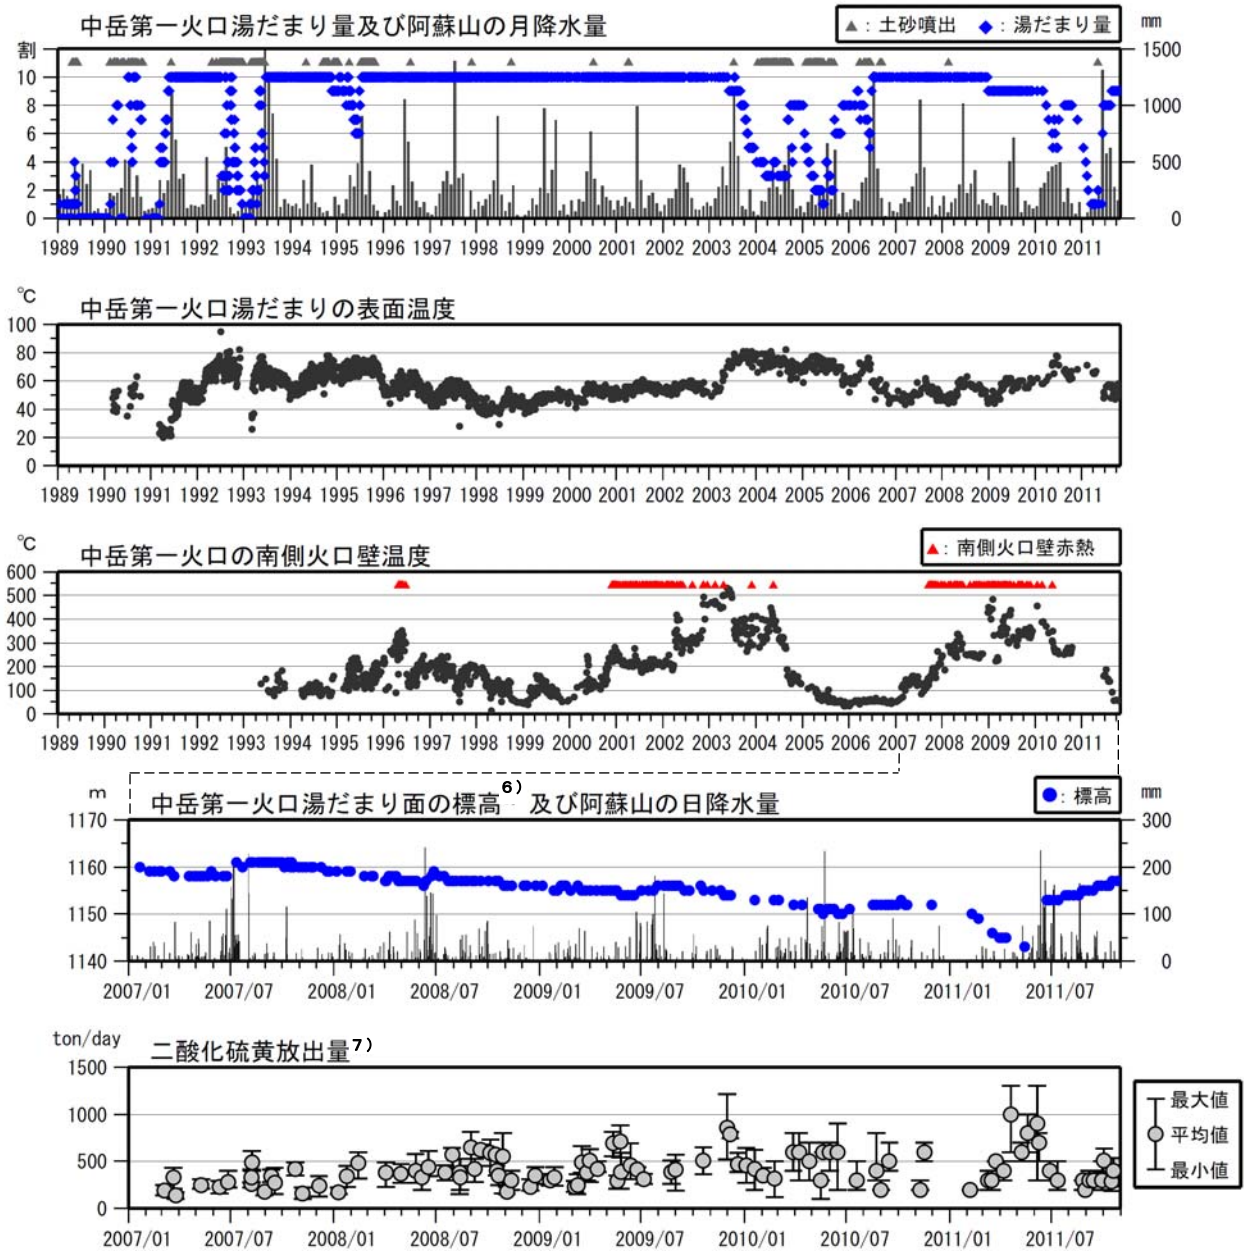 中岳第一火口湯だまり量及び阿蘇山の月降水量
▲：土砂噴出 ◆：湯だまり量
mm
割
10
8
6
4
2
0
1500
1000
500
0
1989 1990 1991 1992 1993 1994 1995 1996 1997 1998 1999 2000 2001 2002 2003 2004 2005 2006 2007 2008 2009 2010 2011
℃
中岳第一火口湯だまりの表面温度
100
80
60
40
20
0
1989 1990 1991 1992 1993 1994 1995 1996 1997 1998 1999 2000 2001 2002 2003 2004 2005 2006 2007 2008 2009 2010 2011
℃
中岳第一火口の南側火口壁温度
▲：南側火口壁赤熱
600
500
400
300
200
100
0
1989 1990 1991 1992 1993 1994 1995 1996 1997 1998 1999 2000 2001 2002 2003 2004 2005 2006 2007 2008 2009 2010 2011
m
中岳第一火口湯だまり面の標高6) 及び阿蘇山の日降水量
●：標高
mm
1170
1160
1150
1140
300
200
100
0
2007/01 2007/07 2008/01 2008/07 2009/01 2009/07 2010/01 2010/07 2011/01 2011/07
ton/day
二酸化硫黄放出量7)
1500
1000
500
0
最大値
平均値
最小値
2007/01 2007/07 2008/01 2008/07 2009/01 2009/07 2010/01 2010/07 2011/01 2011/07